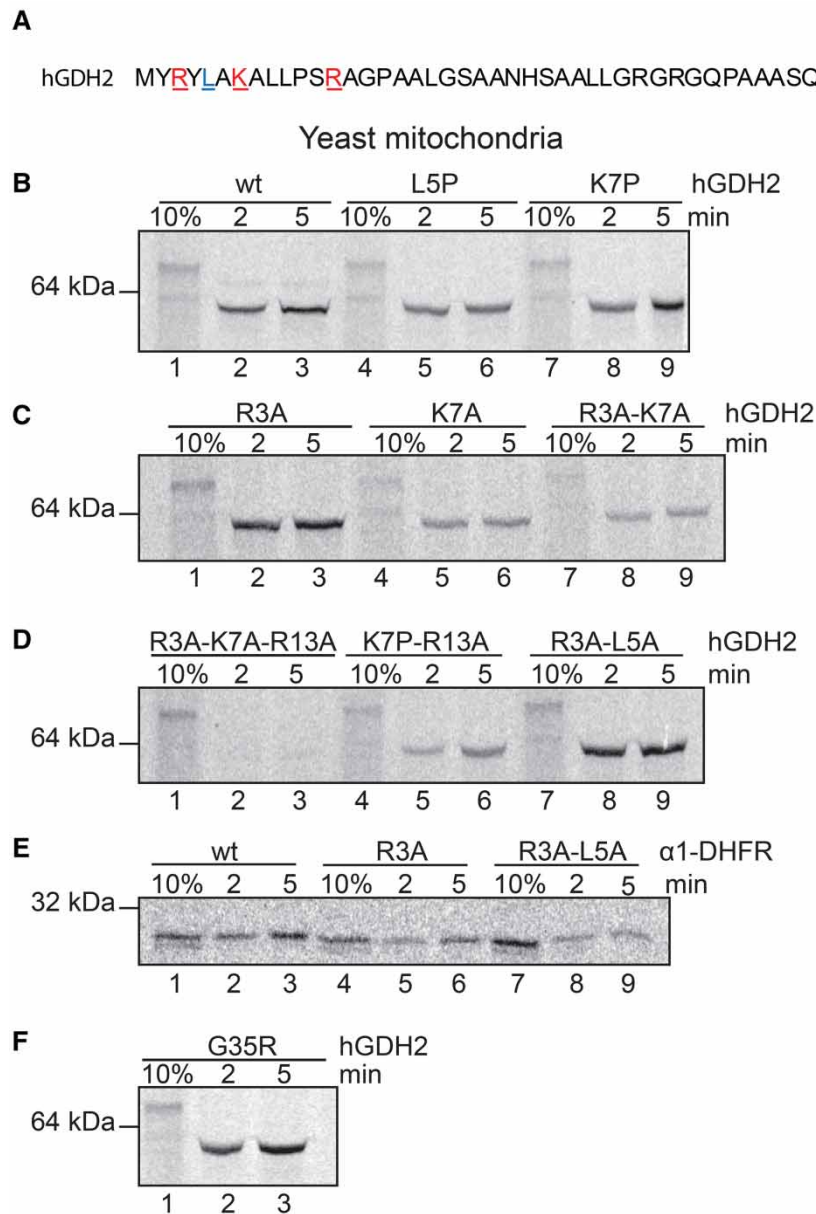 A
hGDH2 MYRYLAKALLPSRAGPAALGSAANHSAALLGRGRGQPAAASQ
Yeast mitochondria
B
wt L5P K7P hGDH2
10% 2 5 10% 2 5 10% 2 5 min
64 kDa
1 2 3 4 5 6 7 8 9
C
R3A K7A R3A-K7A hGDH2
10% 2 5 10% 2 5 10% 2 5 min
64 kDa
1 2 3 4 5 6 7 8 9
D
R3A-K7A-R13A K7P-R13A R3A-L5A hGDH2
10% 2 5 10% 2 5 10% 2 5 min
64 kDa
1 2 3 4 5 6 7 8 9
E
wt R3A R3A-L5A α1-DHFR
10% 2 5 10% 2 5 10% 2 5 min
32 kDa
1 2 3 4 5 6 7 8 9
F
G35R hGDH2
10% 2 5 min
64 kDa
1 2 3